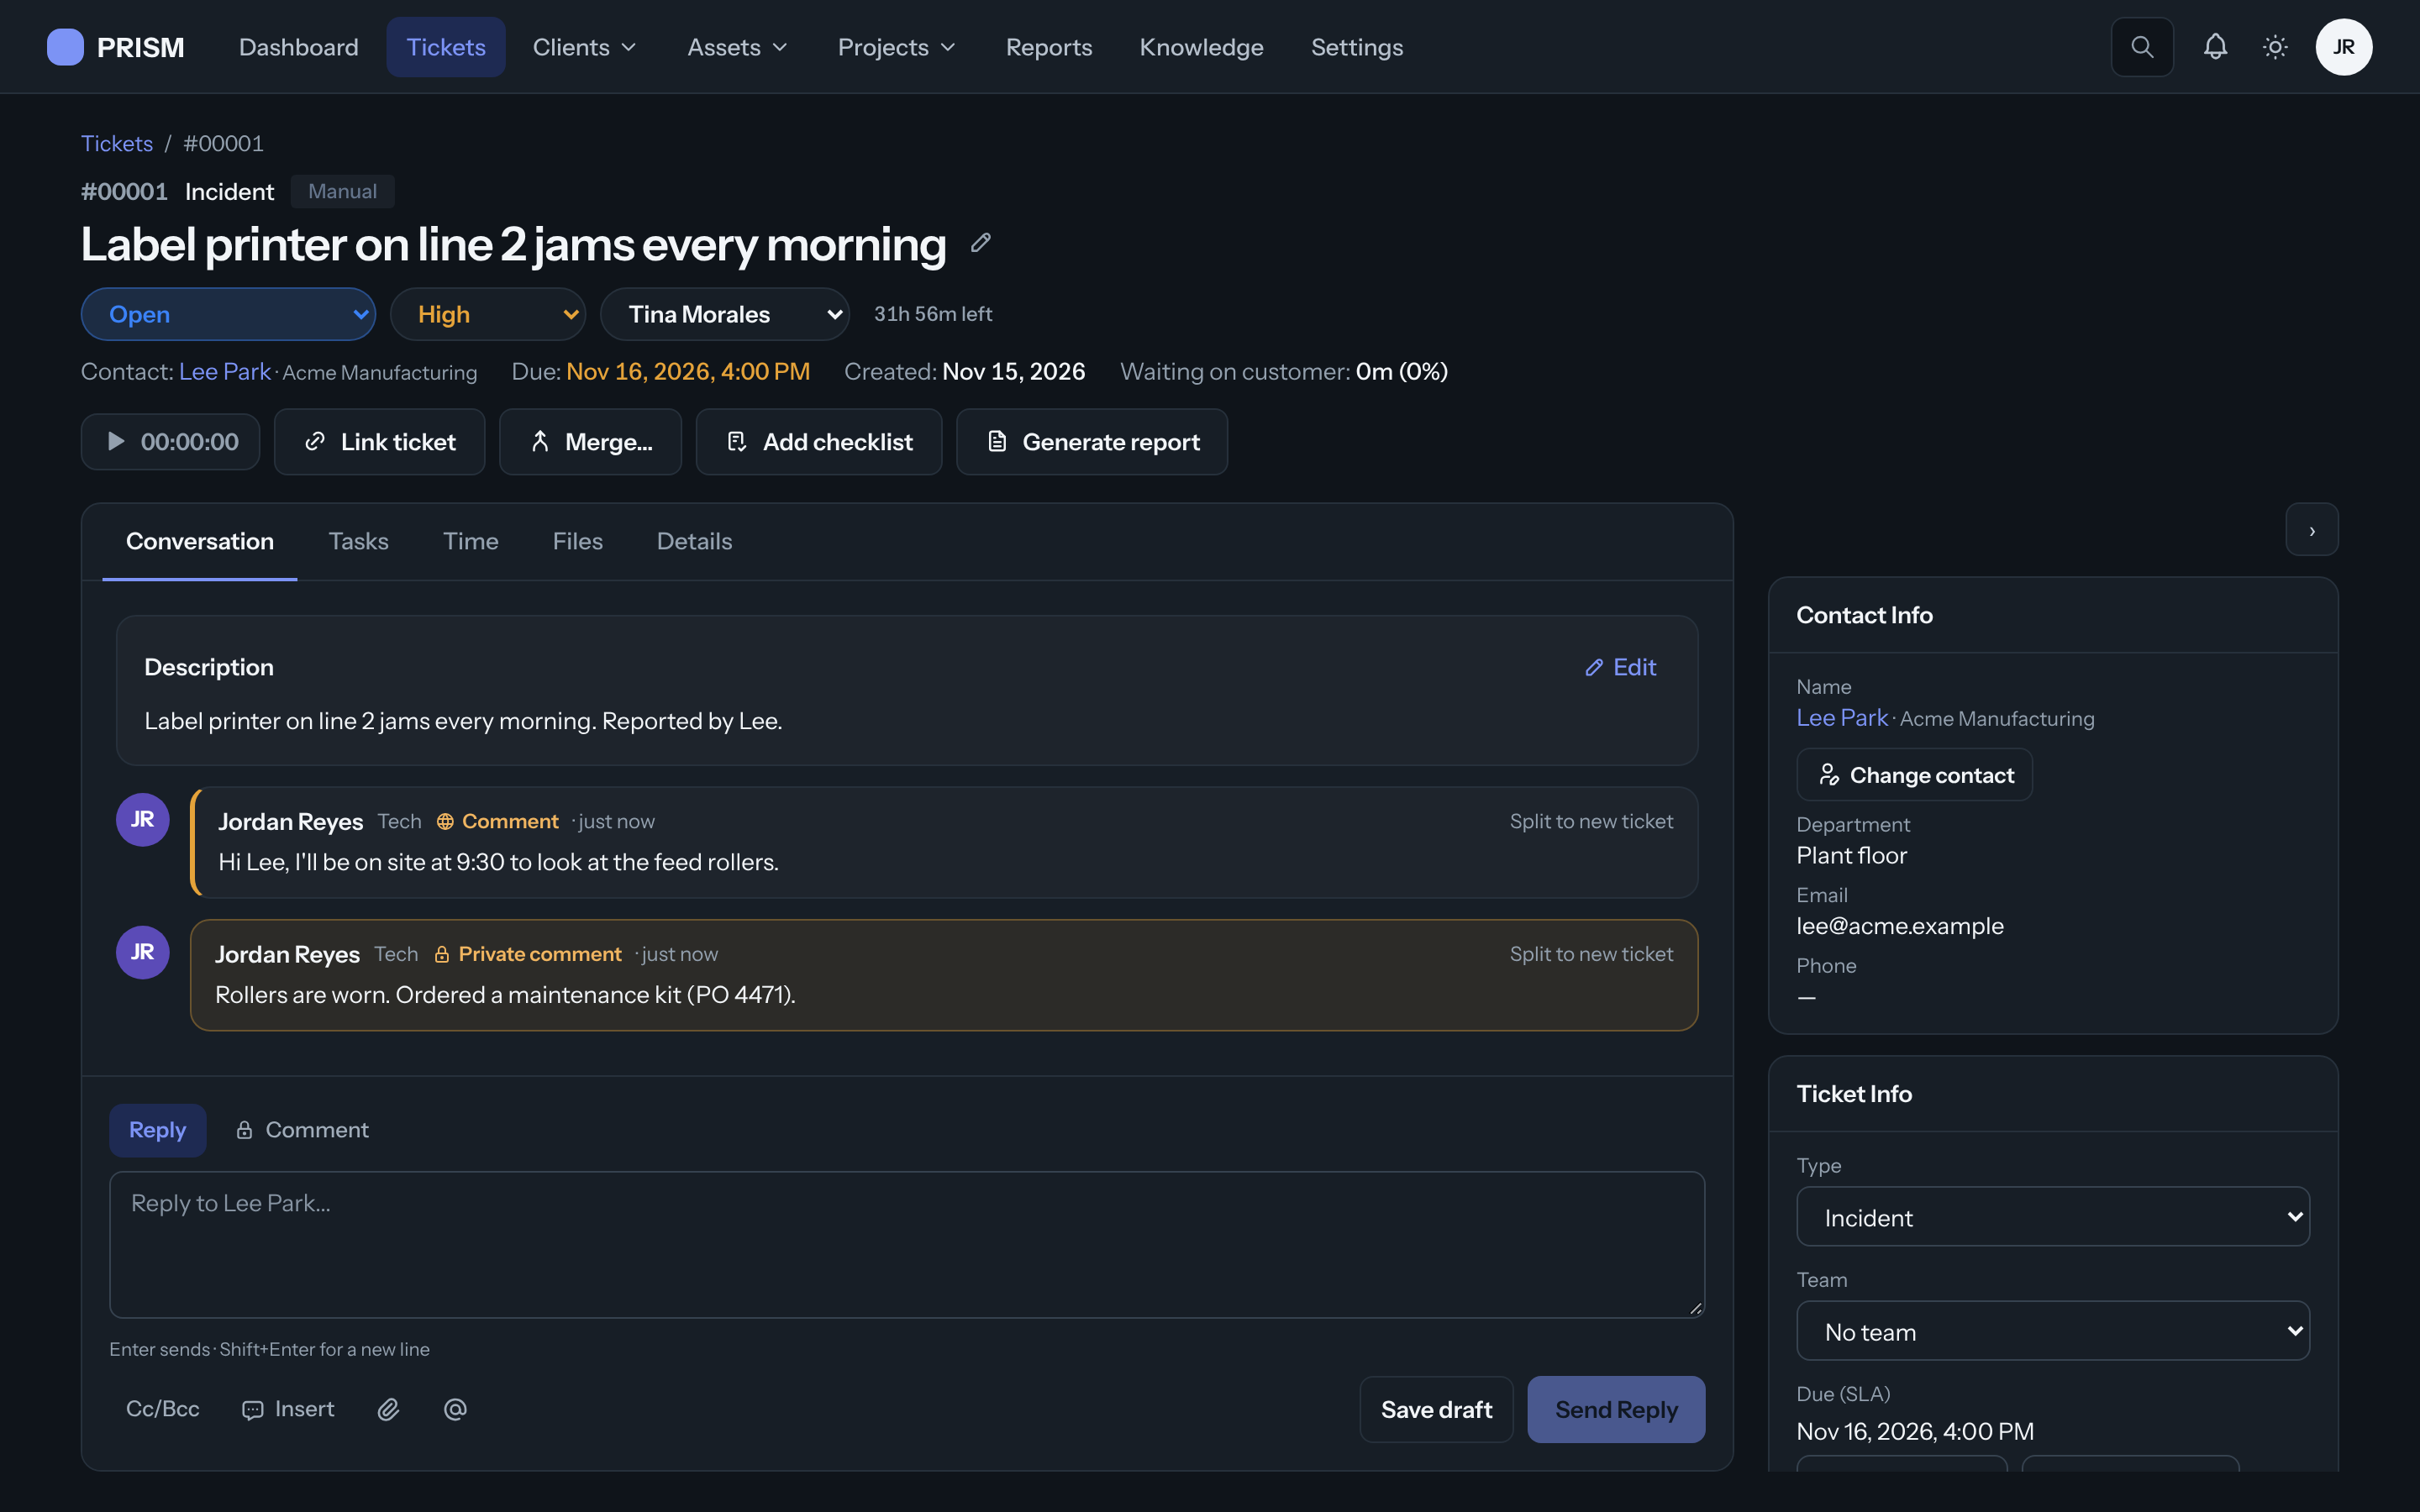 PRISM Dashboard Tickets Clients Assets Projects Reports Knowledge Settings JR
Tickets / #00001
#00001 Incident Manual
Label printer on line 2 jams every morning
Open High Tina Morales 31h 56m left
Contact: Lee Park · Acme Manufacturing Due: Nov 16, 2026, 4:00 PM Created: Nov 15, 2026 Waiting on customer: 0m (0%)
00:00:00 Link ticket Merge... Add checklist Generate report
Conversation Tasks Time Files Details
Description Edit
Label printer on line 2 jams every morning. Reported by Lee.
JR Jordan Reyes Tech Comment · just now Split to new ticket
Hi Lee, I'll be on site at 9:30 to look at the feed rollers.
JR Jordan Reyes Tech Private comment · just now Split to new ticket
Rollers are worn. Ordered a maintenance kit (PO 4471).
Reply Comment
Reply to Lee Park...
Enter sends · Shift+Enter for a new line
Cc/Bcc Insert @ Save draft Send Reply
Contact Info
Name
Lee Park · Acme Manufacturing
Change contact
Department
Plant floor
Email
lee@acme.example
Phone
—
Ticket Info
Type
Incident
Team
No team
Due (SLA)
Nov 16, 2026, 4:00 PM